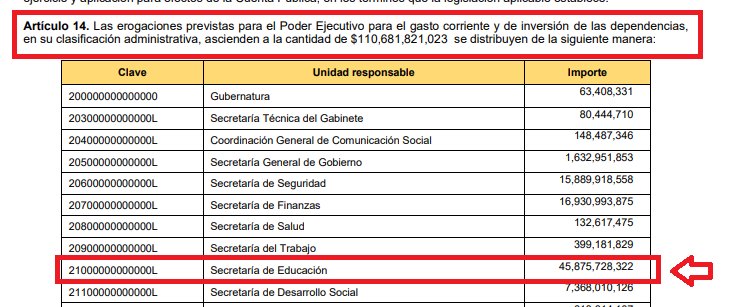 Artículo 14. Las erogaciones previstas para el Poder Ejecutivo para el gasto corriente y de inversión de las dependencias,
en su clasificación administrativa, ascienden a la cantidad de $110,681,821,023 se distribuyen de la siguiente manera:
Clave Unidad responsable Importe
200000000000000 Gubernatura 63,408,331
20300000000000L Secretaría Técnica del Gabinete 80,444,710
20400000000000L Coordinación General de Comunicación Social 148,487,346
20500000000000L Secretaría General de Gobierno 1,632,951,853
20600000000000L Secretaría de Seguridad 15,889,918,558
20700000000000L Secretaría de Finanzas 16,930,993,875
20800000000000L Secretaría de Salud 132,617,475
20900000000000L Secretaría del Trabajo 399,181,829
21000000000000L Secretaría de Educación 45,875,728,322
21100000000000L Secretaría de Desarrollo Social 7,368,010,126